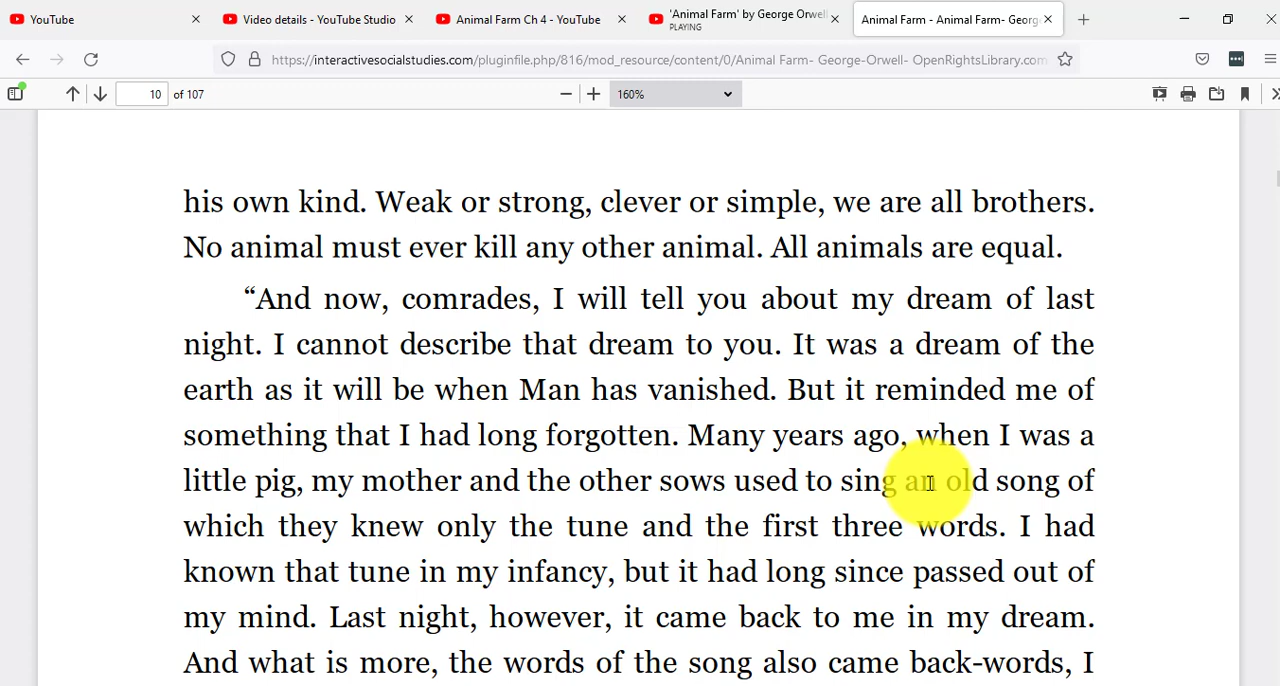 YouTube
Video details - YouTube Studio
Animal Farm Ch 4 - YouTube
'Animal Farm' by George Orwell
PLAYING
Animal Farm - Animal Farm- Georg
https://interactivesocialstudies.com/pluginfile.php/816/mod_resource/content/0/Animal Farm- George-Orwell- OpenRightsLibrary.com
10 of 107
160%
his own kind. Weak or strong, clever or simple, we are all brothers.
No animal must ever kill any other animal. All animals are equal.
“And now, comrades, I will tell you about my dream of last
night. I cannot describe that dream to you. It was a dream of the
earth as it will be when Man has vanished. But it reminded me of
something that I had long forgotten. Many years ago, when I was a
little pig, my mother and the other sows used to sing an old song of
which they knew only the tune and the first three words. I had
known that tune in my infancy, but it had long since passed out of
my mind. Last night, however, it came back to me in my dream.
And what is more, the words of the song also came back-words, I